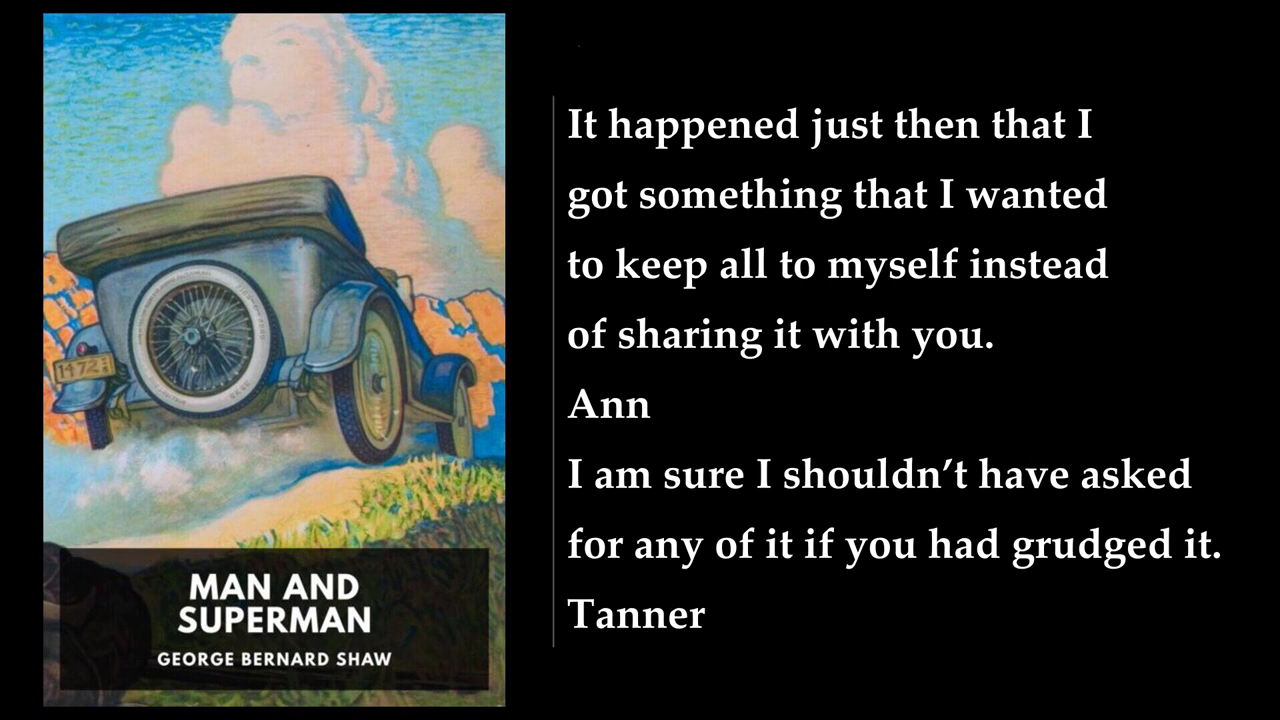 It happened just then that I
got something that I wanted
to keep all to myself instead
of sharing it with you.
Ann
I am sure I shouldn’t have asked
for any of it if you had grudged it.
Tanner
1472
MAN AND
SUPERMAN
GEORGE BERNARD SHAW